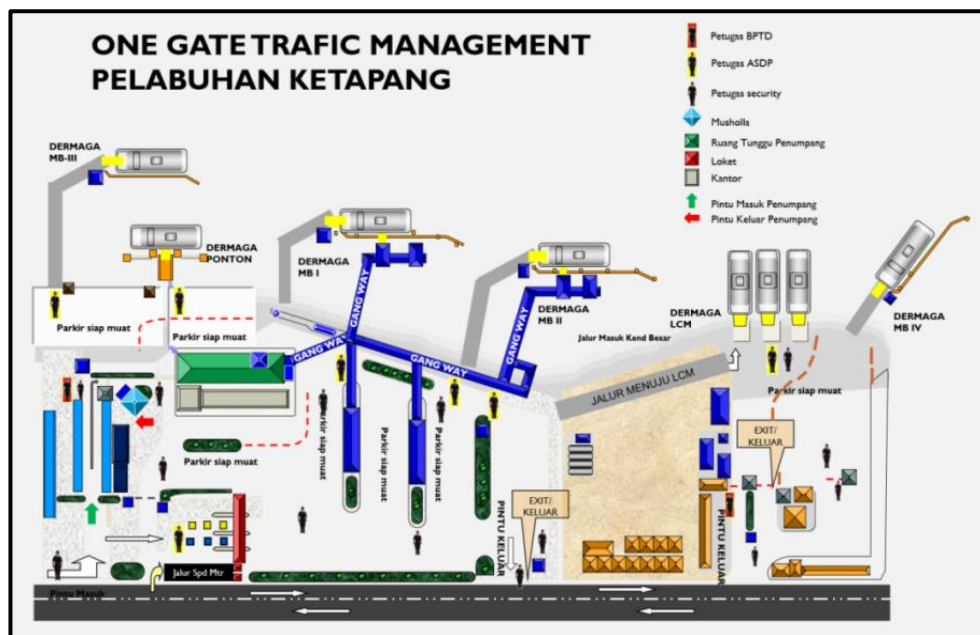 ONE GATE TRAFIC MANAGEMENT
PELABUHAN KETAPANG
Petugas BPTD
Petugas ASDP
Petugas security
Musholla
Ruang Tunggu Penumpang
Loket
Kantor
Pintu Masuk Penumpang
Pintu Keluar Penumpang
DERMAGA
MB-III
DERMAGA
PONTON
DERMAGA
MB I
DERMAGA
MB II
DERMAGA
LCM
DERMAGA
MB IV
GANG WAY
GANG WAY
GANG WAY
GANG WAY
Parkir siap muat
Parkir siap muat
Jalur Masuk Kend Besar
JALUR MENUJU LCM
Parkir siap muat
Parkir siap muat
Parkir siap muat
Parkir siap muat
Parkir siap muat
EXIT/
KELUAR
EXIT/
KELUAR
PINTU KELUAR
PINTU KELUAR
Jalur Spd Mtr
Pintu Masuk